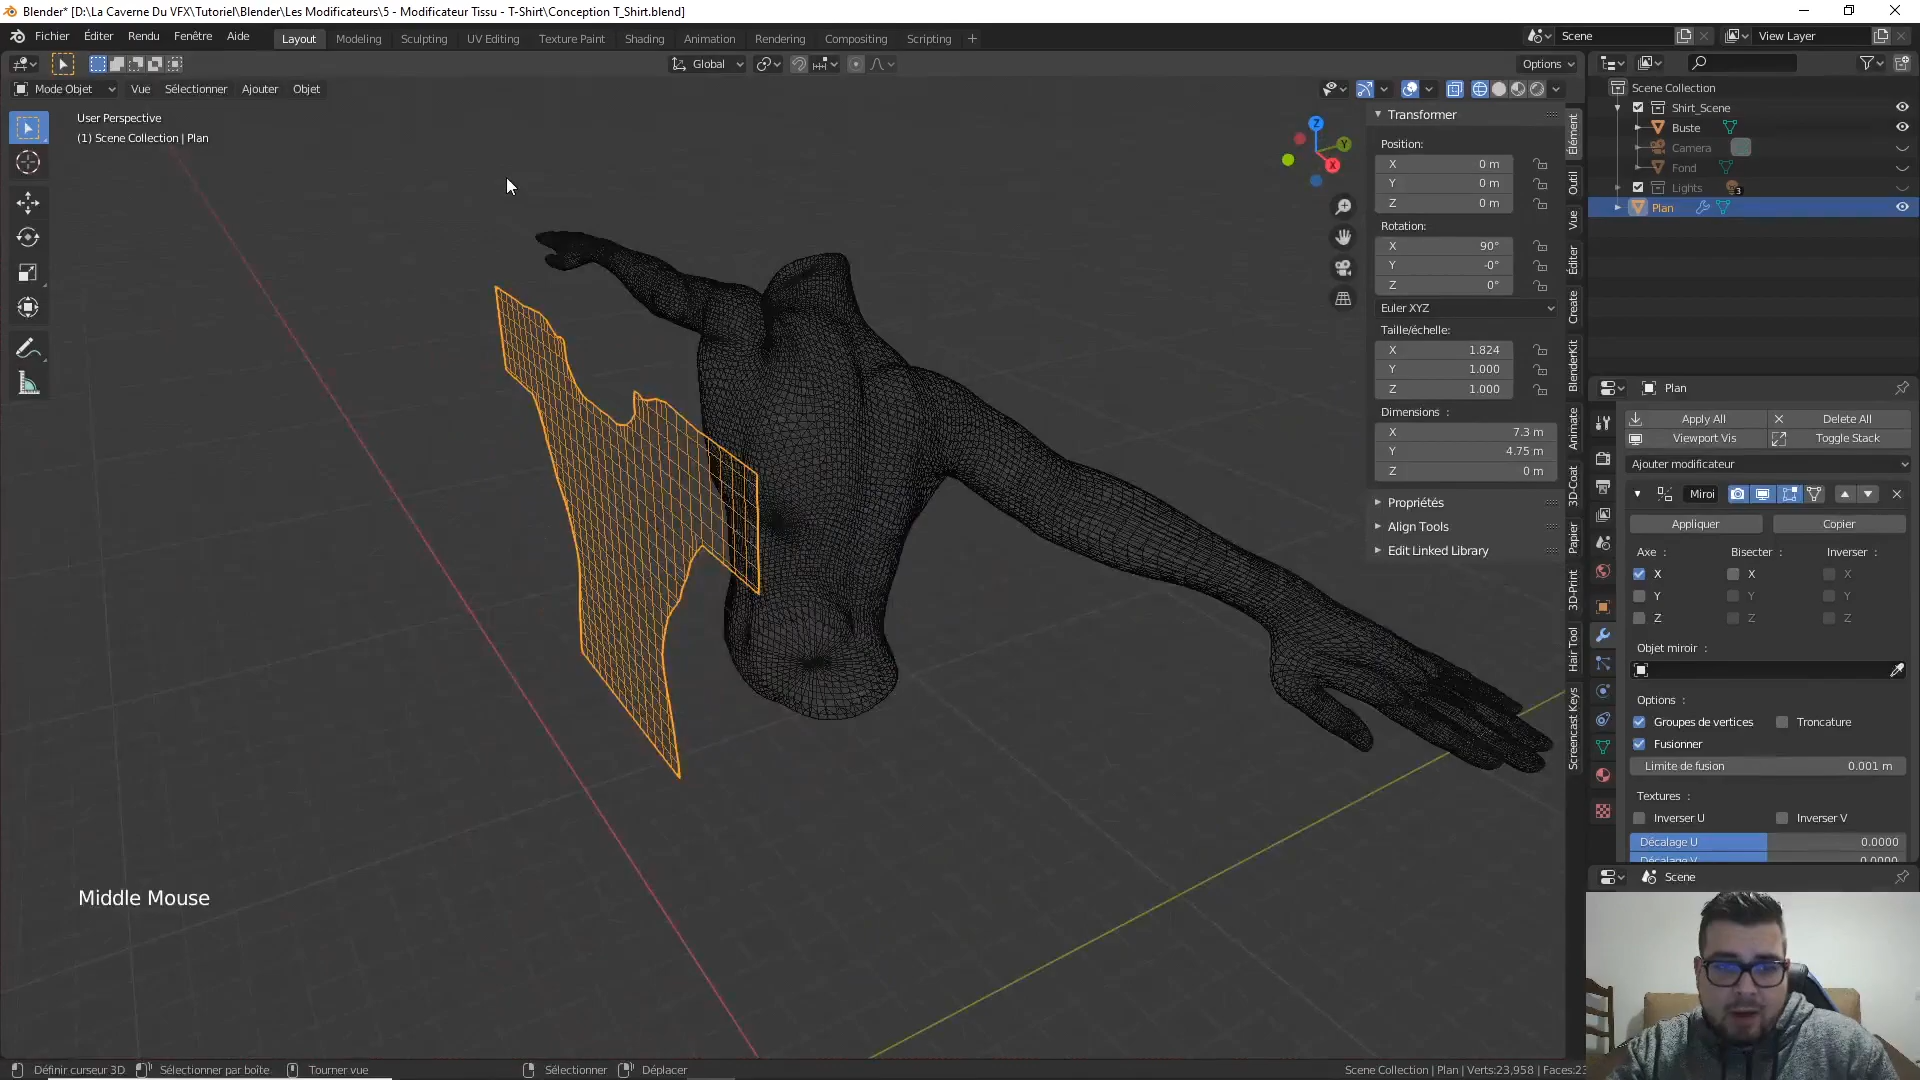 Blender* [D:\La Caverne Du VFX\Tutoriel\Blender\Les Modificateurs\5 - Modificateur Tissu - T-Shirt\Conception T_Shirt.blend]
Fichier Éditer Rendu Fenêtre Aide Layout Modeling Sculpting UV Editing Texture Paint Shading Animation Rendering Compositing Scripting Scene View Layer
Global Options
Mode Objet Vue Sélectionner Ajouter Objet
User Perspective
(1) Scene Collection | Plan
Middle Mouse
Transformer
Position:
X 0 m
Y 0 m
Z 0 m
Rotation:
X 90°
Y -0°
Z 0°
Euler XYZ
Taille/échelle:
X 1.824
Y 1.000
Z 1.000
Dimensions :
X 7.3 m
Y 4.75 m
Z 0 m
Propriétés
Align Tools
Edit Linked Library
Élément
Outil
Vue
Éditer
Create
BlenderKit
Animate
3D-Coat
Papier
3D-Print
Hair Tool
Screencast Keys
Scene Collection
Shirt_Scene
Buste
Camera
Fond
Lights 3
Plan
Plan
Apply All Delete All
Viewport Vis Toggle Stack
Ajouter modificateur
Miroi
Appliquer Copier
Axe : Bisecter : Inverser :
X X X
Y Y Y
Z Z Z
Objet miroir :
Options :
Groupes de vertices Troncature
Fusionner
Limite de fusion 0.001 m
Textures :
Inverser U Inverser V
Décalage U 0.0000
Décalage V 0.0000
Scene
Définir curseur 3D Sélectionner par boîte Tourner vue Sélectionner Déplacer Scene Collection | Plan | Verts:23,958 | Faces:23